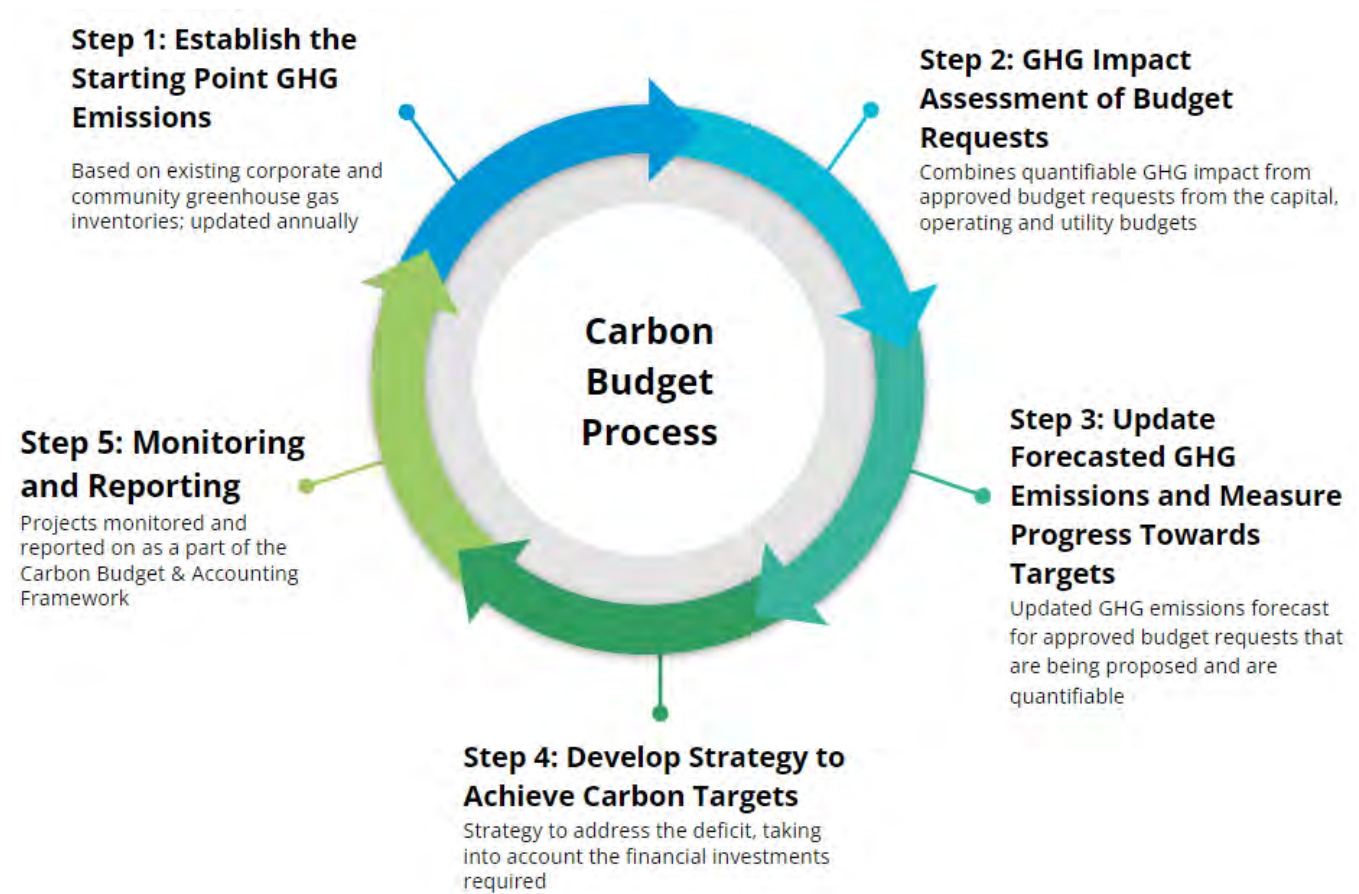 Step 1: Establish the
Starting Point GHG
Emissions
Based on existing corporate and
community greenhouse gas
inventories; updated annually
Step 2: GHG Impact
Assessment of Budget
Requests
Combines quantifiable GHG impact from
approved budget requests from the capital,
operating and utility budgets
Carbon
Budget
Process
Step 3: Update
Forecasted GHG
Emissions and Measure
Progress Towards
Targets
Updated GHG emissions forecast
for approved budget requests that
are being proposed and are
quantifiable
Step 4: Develop Strategy to
Achieve Carbon Targets
Strategy to address the deficit, taking
into account the financial investments
required
Step 5: Monitoring
and Reporting
Projects monitored and
reported on as a part of the
Carbon Budget & Accounting
Framework